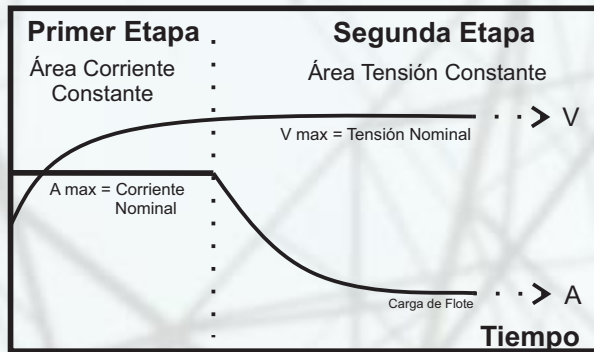 Primer Etapa
Área Corriente
Constante
Segunda Etapa
Área Tensión Constante
V
V max = Tensión Nominal
A max = Corriente
Nominal
Carga de Flote
A
Tiempo